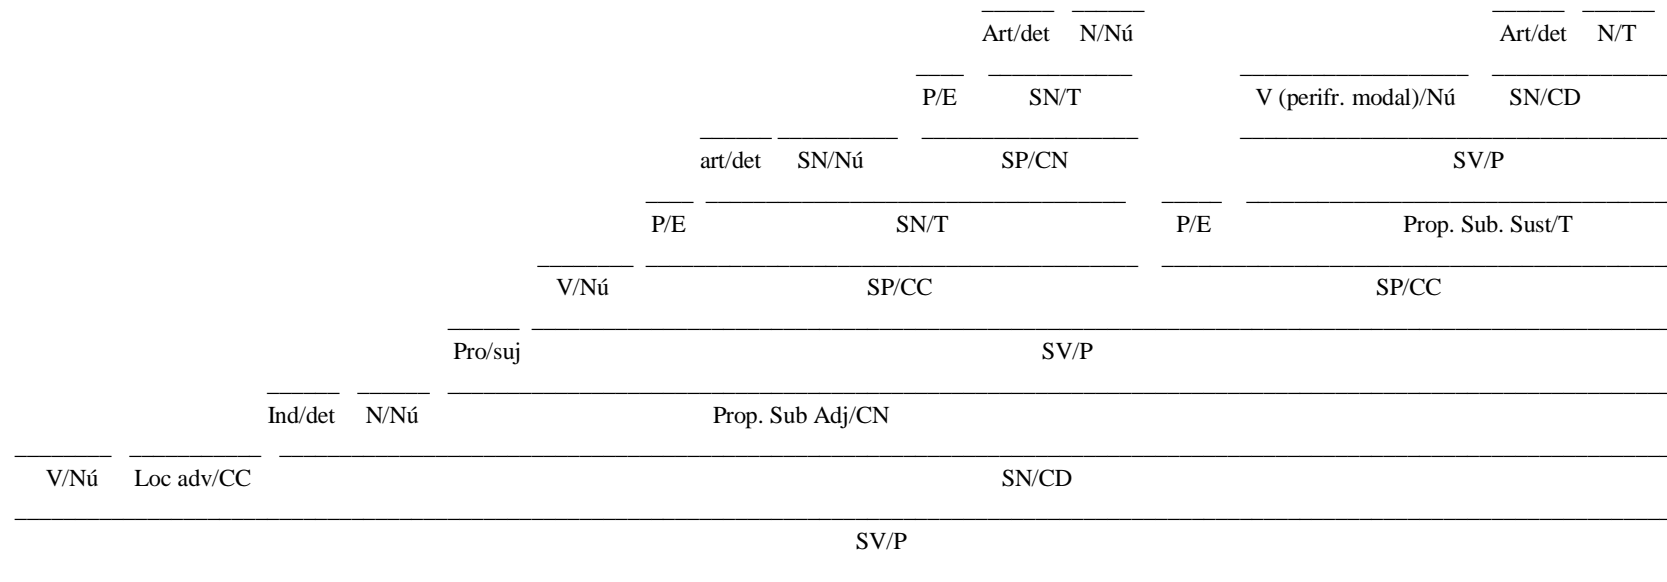 Art/det N/Nú Art/det N/T
P/E SN/T V (perifr. modal)/Nú SN/CD
art/det SN/Nú SP/CN SV/P
P/E SN/T P/E Prop. Sub. Sust/T
V/Nú SP/CC SP/CC
Pro/suj SV/P
Ind/det N/Nú Prop. Sub Adj/CN
V/Nú Loc adv/CC SN/CD
SV/P